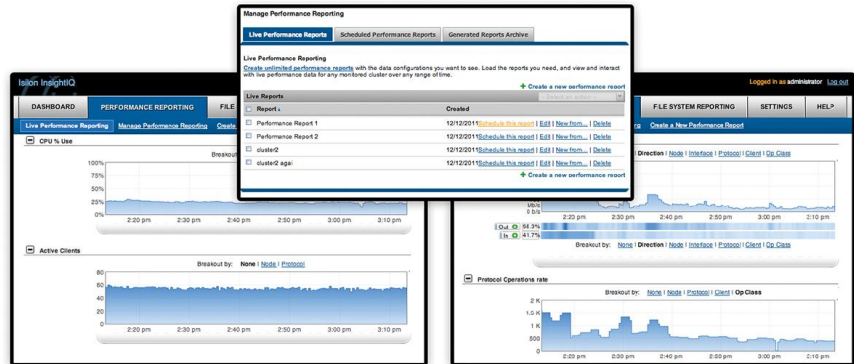 Manage Performance Reporting
Live Performance Reports
Scheduled Performance Reports
Generated Reports Archive
Live Performance Reporting
Create unlimited performance reports with the data configurations you want to see. Load the reports you need, and view and interact
with live performance data for any monitored cluster over any range of time.
+ Create a new performance report
Live Reports
Report
Created
Performance Report 1 12/12/2011Schedule this report | Edit | New from... | Delete
Performance Report 2 12/12/2011Schedule this report | Edit | New from... | Delete
cluster2 12/12/2011Schedule this report | Edit | New from... | Delete
cluster2 agai 12/12/2011Schedule this report | Edit | New from... | Delete
+ Create a new performance report
Isilon InsightIQ
DASHBOARD
PERFORMANCE REPORTING
FILE
Live Performance Reporting
Manage Performance Reporting
Create
CPU % Use
Breakout
100%
75%
50%
25%
0%
2:20 pm 2:30 pm 2:40 pm 2:50 pm 3:00 pm 3:10 pm
Active Clients
Breakout by: None | Node | Protocol
80
60
40
20
0
2:20 pm 2:30 pm 2:40 pm 2:50 pm 3:00 pm 3:10 pm
Logged in as administrator Log out
FILE SYSTEM REPORTING
SETTINGS
HELP
Create a New Performance Report
Direction | Node | Interface | Protocol | Client | Op Class
0 b/s
2:20 pm 2:30 pm 2:40 pm 2:50 pm 3:00 pm 3:10 pm
Out 54.3%
In 41.7%
Breakout by: None | Direction | Node | Interface | Protocol | Client | Op Class
Protocol Operations rate
Breakout by: None | Node | Protocol | Client | Op Class
2 K
1.5 K
1 K
500
0
2:20 pm 2:30 pm 2:40 pm 2:50 pm 3:00 pm 3:10 pm